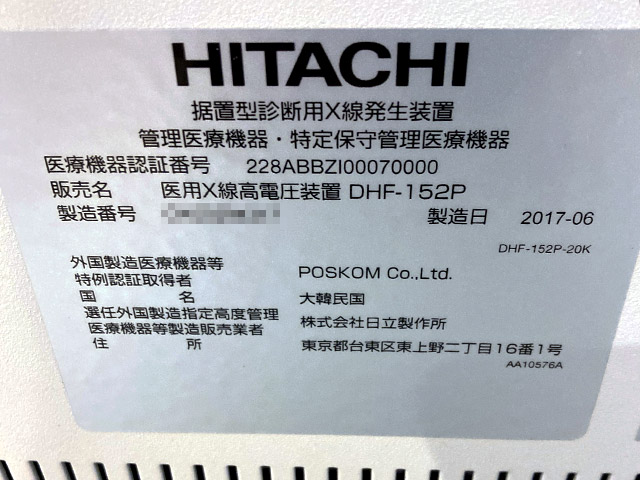 HITACHI
据置型診断用X線発生装置
管理医療機器・特定保守管理医療機器
医療機器認証番号 228ABBZI00070000
販売名 医用X線高電圧装置 DHF-152P
製造番号 製造日 2017-06
DHF-152P-20K
外国製造医療機器等
特例認証取得者 POSKOM Co.,Ltd.
国名 大韓民国
選任外国製造指定高度管理
医療機器等製造販売業者 株式会社日立製作所
住所 東京都台東区東上野二丁目16番1号
AA10576A